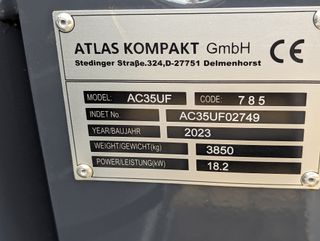 ATLAS KOMPAKT GmbH CE
Stedinger Straße.324,D-27751 Delmenhorst
MODEL: AC35UF CODE: 785
INDET No AC35UF02749
YEAR/BAUJAHR 2023
WEIGHT/GEWICHT(kg) 3850
POWER/LEISTUNG(kW) 18.2